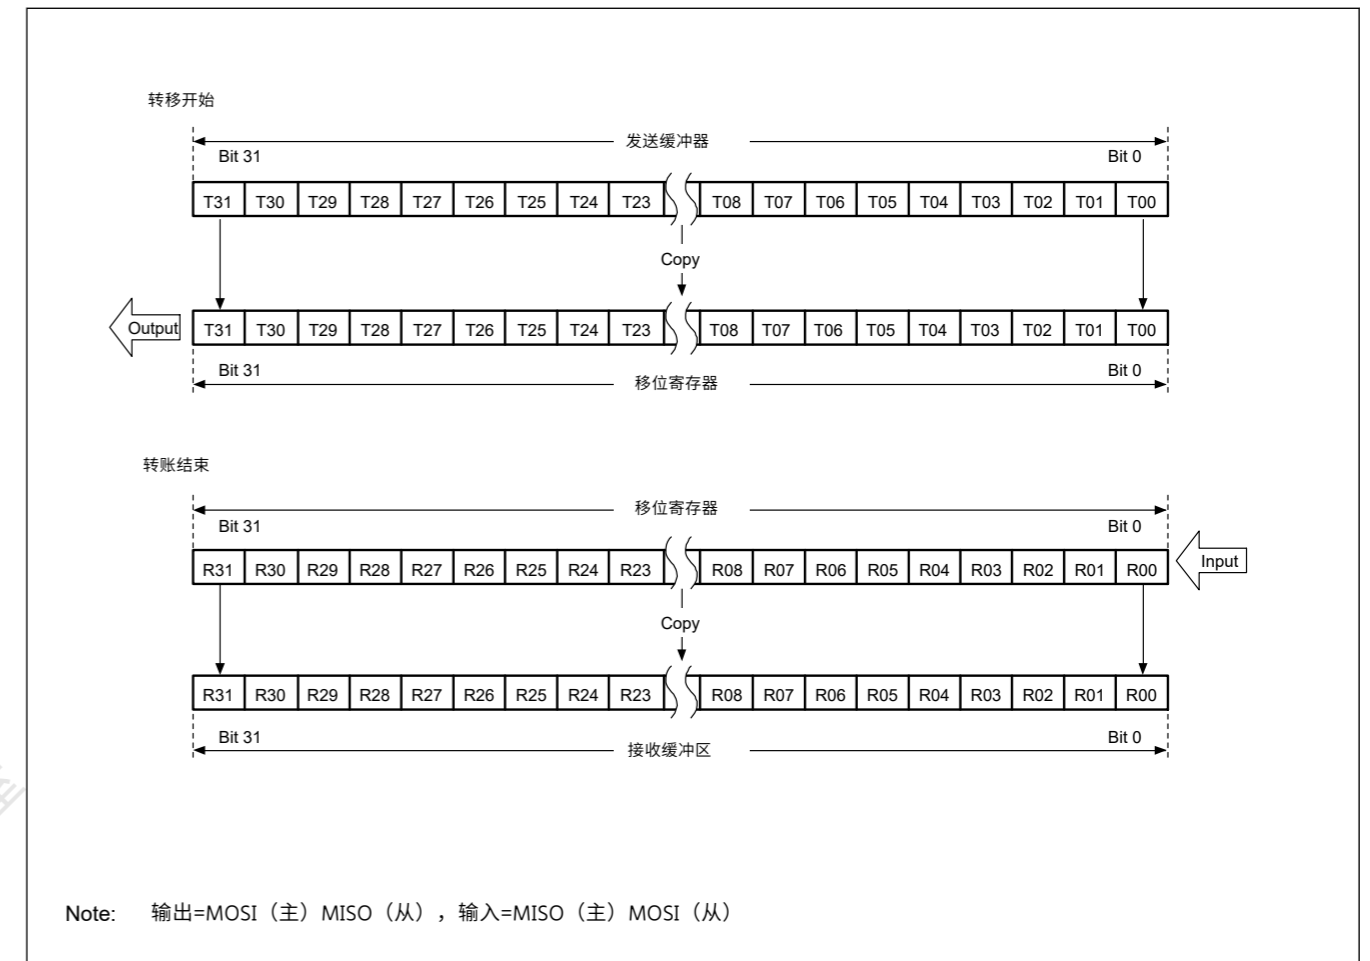 转移开始
发送缓冲器
Bit 31 Bit 0
T31 T30 T29 T28 T27 T26 T25 T24 T23 T08 T07 T06 T05 T04 T03 T02 T01 T00
Copy
Output T31 T30 T29 T28 T27 T26 T25 T24 T23 T08 T07 T06 T05 T04 T03 T02 T01 T00
Bit 31 Bit 0
移位寄存器
转账结束
移位寄存器
Bit 31 Bit 0
R31 R30 R29 R28 R27 R26 R25 R24 R23 R08 R07 R06 R05 R04 R03 R02 R01 R00 Input
Copy
R31 R30 R29 R28 R27 R26 R25 R24 R23 R08 R07 R06 R05 R04 R03 R02 R01 R00
Bit 31 Bit 0
接收缓冲区
Note: 输出=MOSI（主）MISO（从），输入=MISO（主）MOSI（从）